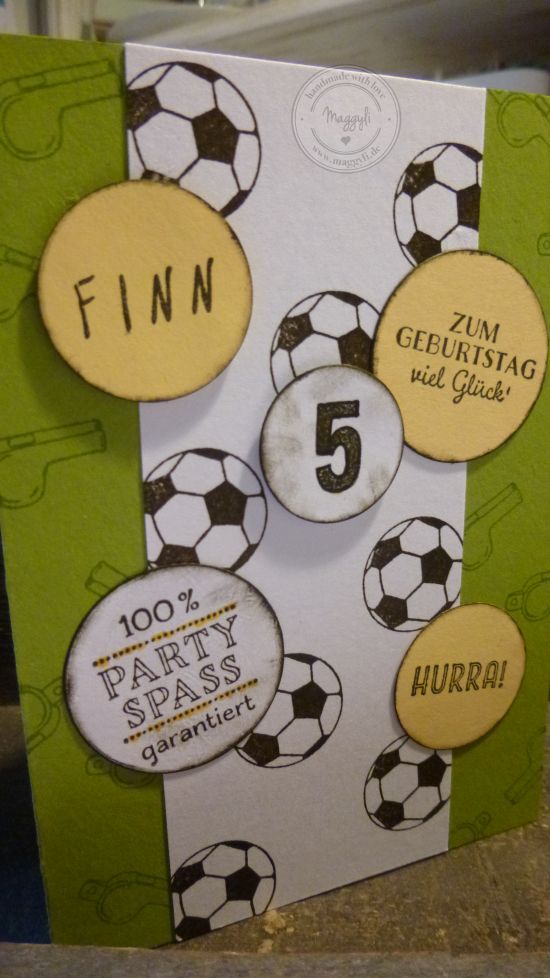 handmade with love
Maggyli
www.maggyli.de
FINN
ZUM
GEBURTSTAG
viel Glück'
5
100 %
PARTY
SPASS
garantiert
HURRA!